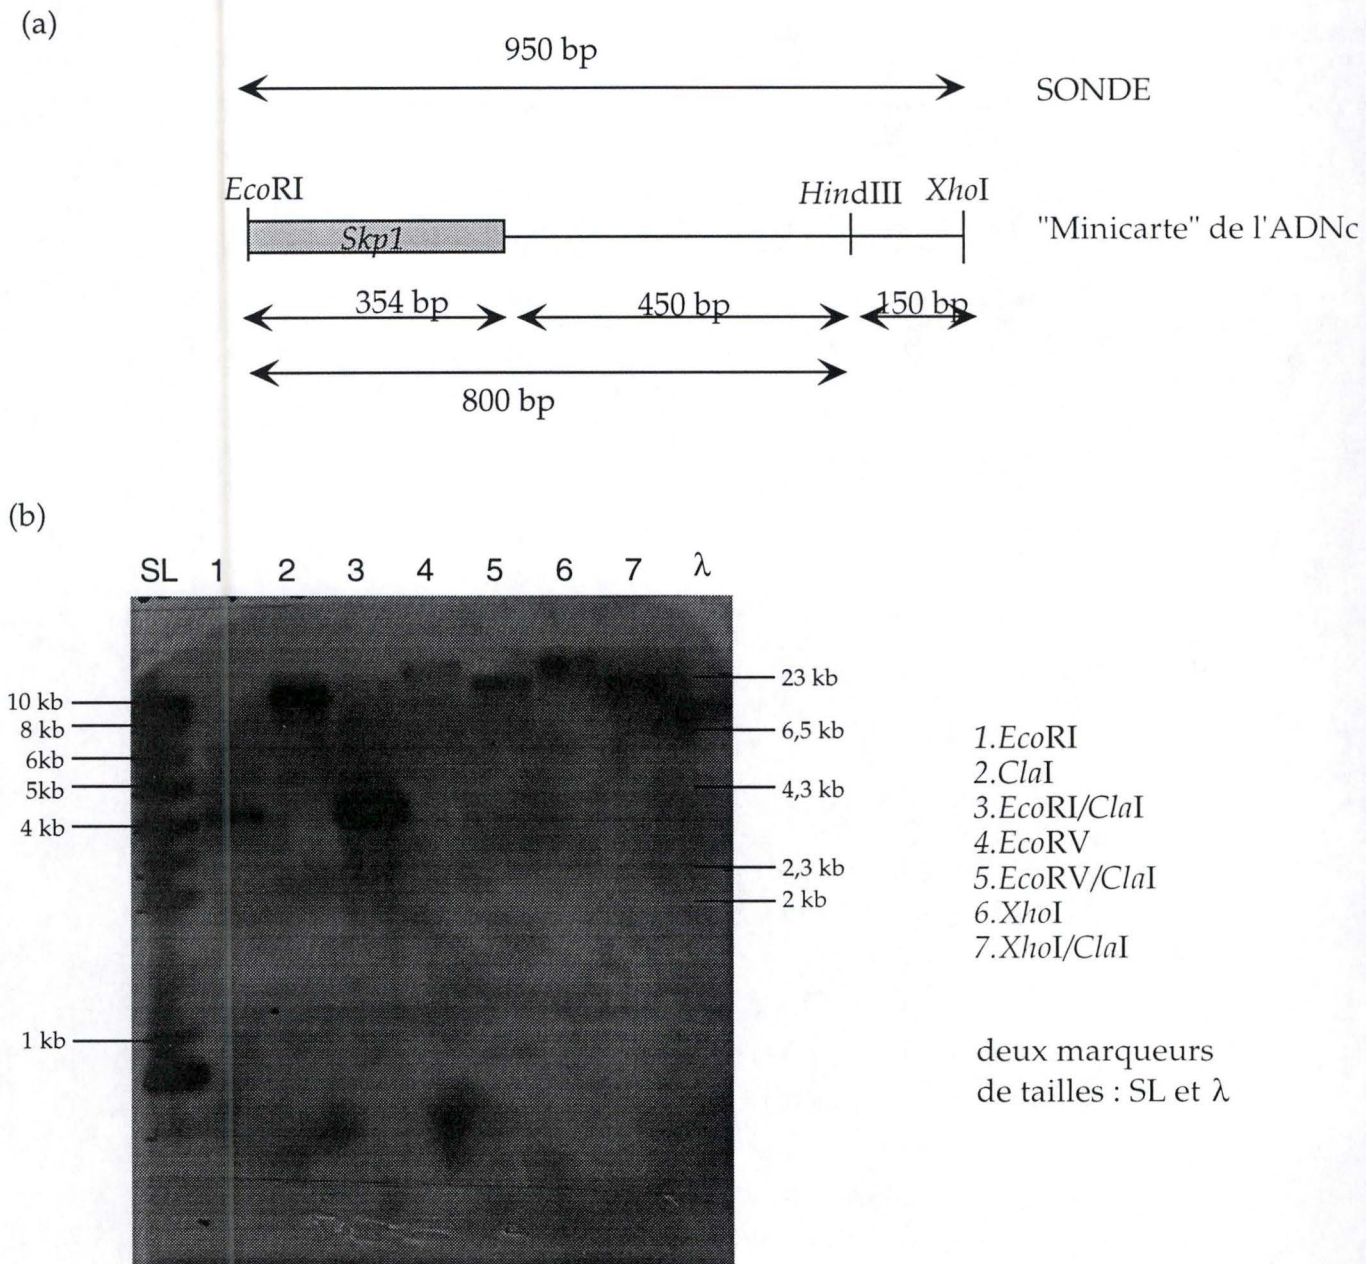 (a)
950 bp
SONDE
EcoRI
HindIII
XhoI
Skp1
"Minicarte" de l'ADNc
354 bp
450 bp
150 bp
800 bp
(b)
SL 1 2 3 4 5 6 7 λ
10 kb
8 kb
6kb
5kb
4 kb
1 kb
23 kb
6,5 kb
4,3 kb
2,3 kb
2 kb
1.EcoRI
2.ClaI
3.EcoRI/ClaI
4.EcoRV
5.EcoRV/ClaI
6.XhoI
7.XhoI/ClaI
deux marqueurs
de tailles : SL et λ